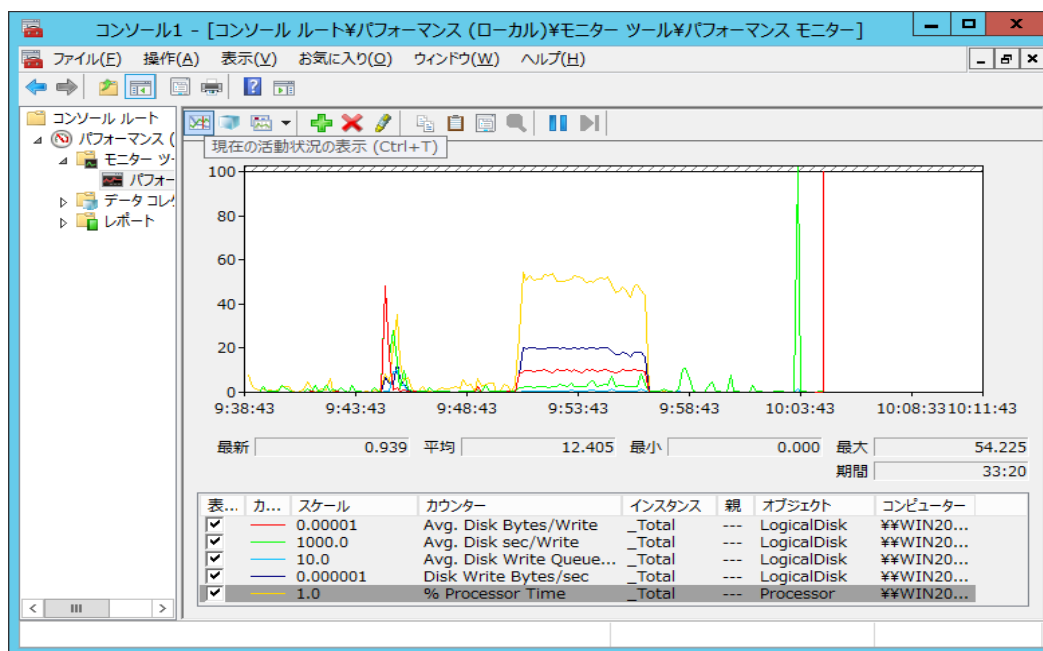 コンソール1 - [コンソール ルート¥パフォーマンス (ローカル)¥モニター ツール¥パフォーマンス モニター]
ファイル(F) 操作(A) 表示(V) お気に入り(O) ウィンドウ(W) ヘルプ(H)
コンソール ルート
パフォーマンス (
モニター ツ
パフォー
データ コレ
レポート
現在の活動状況の表示 (Ctrl+T)
100
80
60
40
20
0
9:38:43 9:43:43 9:48:43 9:53:43 9:58:43 10:03:43 10:08:33 10:11:43
最新 0.939 平均 12.405 最小 0.000 最大 54.225
期間 33:20
表... カ... スケール カウンター インスタンス 親 オブジェクト コンピューター
0.00001 Avg. Disk Bytes/Write _Total --- LogicalDisk ¥¥WIN20...
1000.0 Avg. Disk sec/Write _Total --- LogicalDisk ¥¥WIN20...
10.0 Avg. Disk Write Queue... _Total --- LogicalDisk ¥¥WIN20...
0.000001 Disk Write Bytes/sec _Total --- LogicalDisk ¥¥WIN20...
1.0 % Processor Time _Total --- Processor ¥¥WIN20...